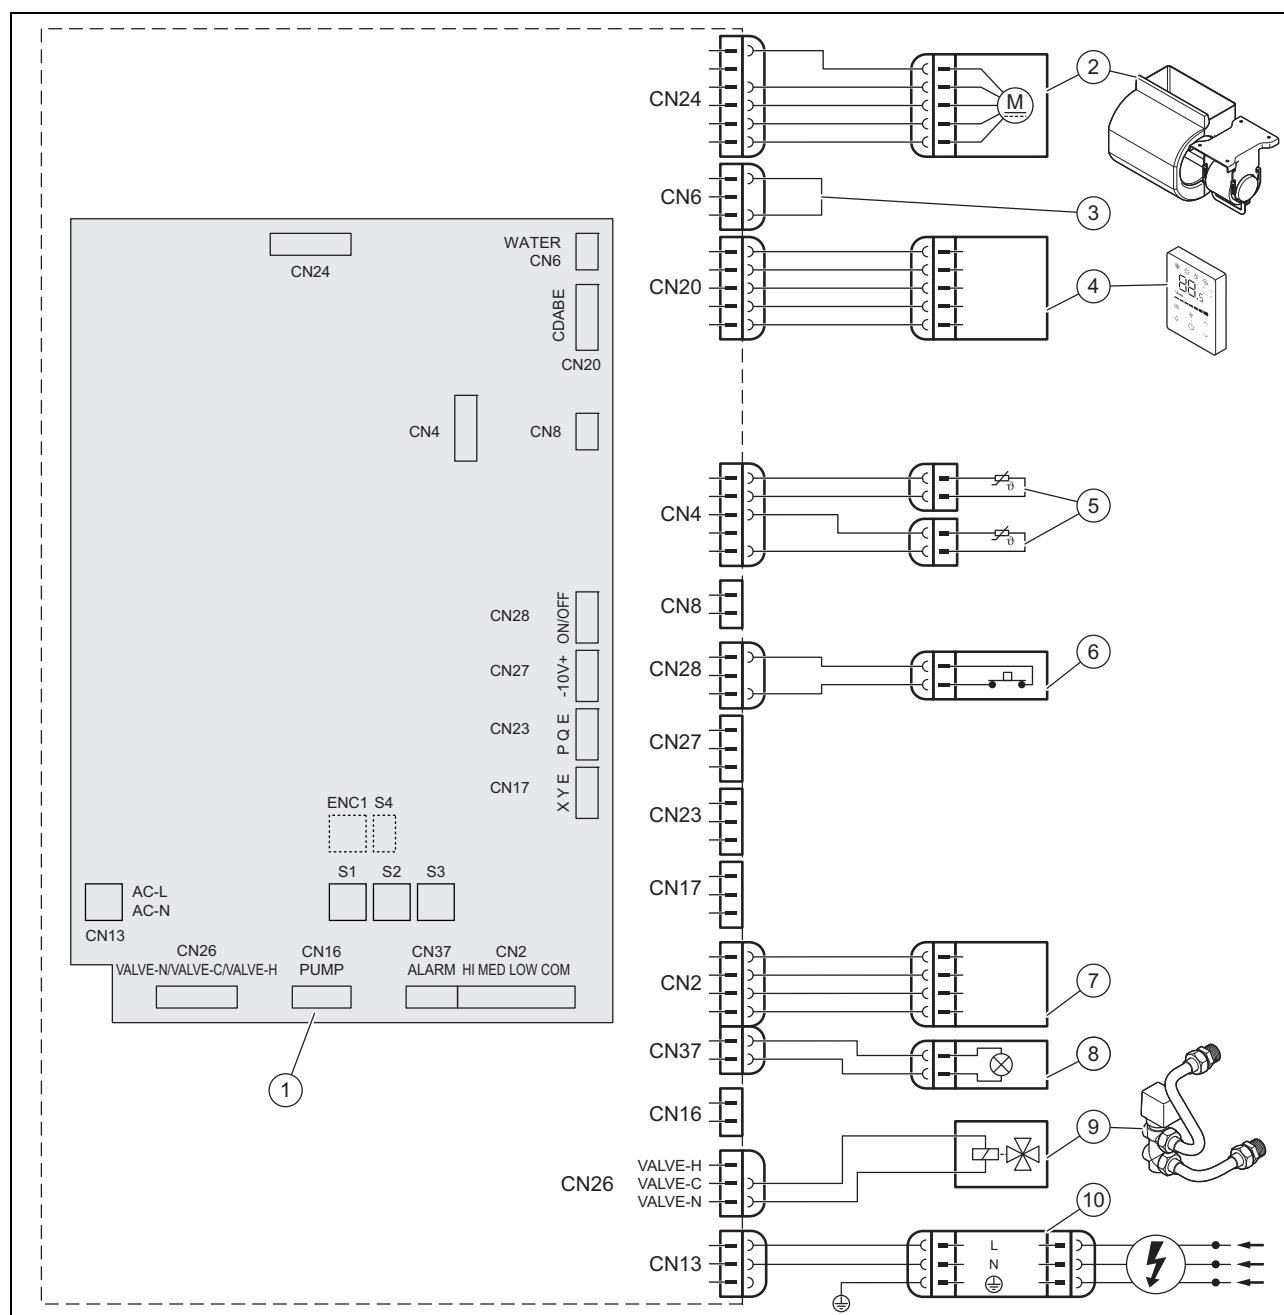 CN24
M
2
CN6
3
CN20
4
88.5
CN24
WATER
CN6
CDABE
CN20
CN4
CN8
CN4
ϑ
ϑ
5
CN8
CN28
ON/OFF
CN28
6
CN27
-10V+
CN27
CN23
P Q E
CN23
CN17
X Y E
CN17
ENC1 S4
S1 S2 S3
AC-L
AC-N
CN13
CN26 CN16 CN37 CN2
VALVE-N/VALVE-C/VALVE-H PUMP ALARM HI MED LOW COM
1
CN2
7
CN37
8
CN16
CN26
VALVE-H
VALVE-C
VALVE-N
9
CN13
L
N
10